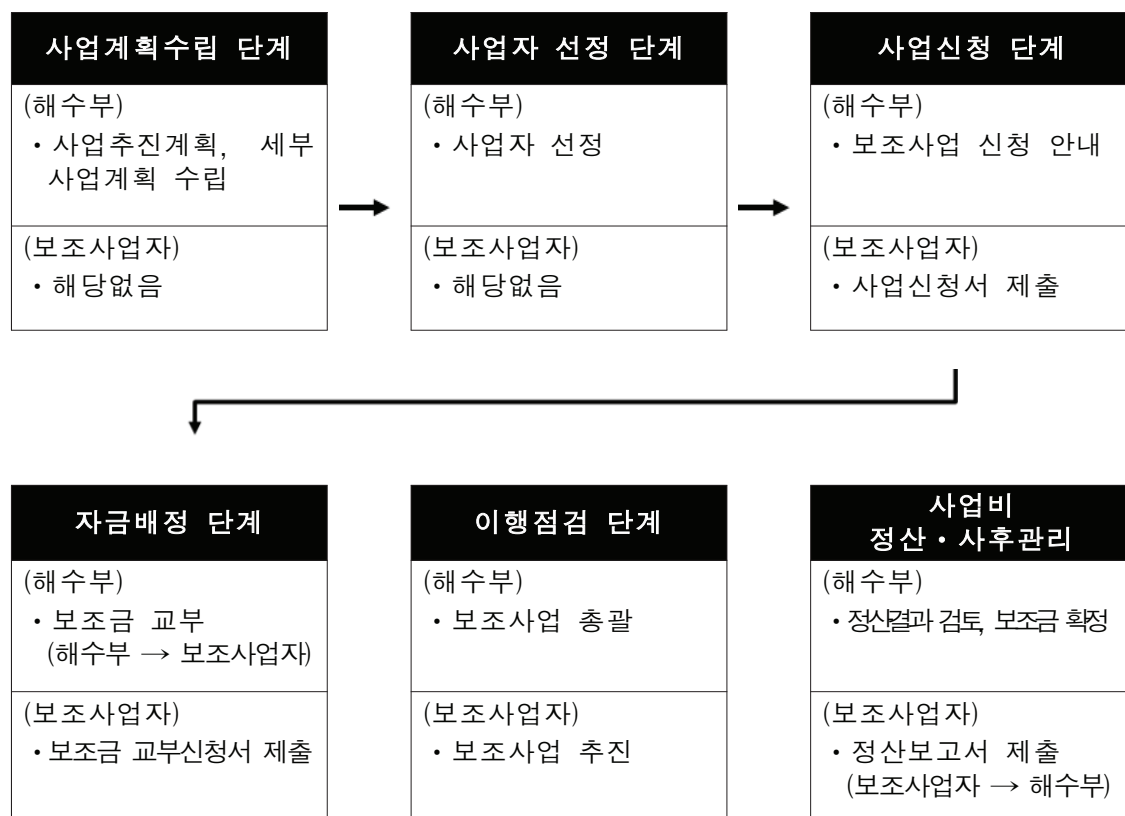 사업계획수립 단계
(해수부)
・사업추진계획, 세부
사업계획 수립
(보조사업자)
・해당없음
사업자 선정 단계
(해수부)
・사업자 선정
(보조사업자)
・해당없음
사업신청 단계
(해수부)
・보조사업 신청 안내
(보조사업자)
・사업신청서 제출
자금배정 단계
(해수부)
・보조금 교부
(해수부 → 보조사업자)
(보조사업자)
・보조금 교부신청서 제출
이행점검 단계
(해수부)
・보조사업 총괄
(보조사업자)
・보조사업 추진
사업비
정산・사후관리
(해수부)
・정산결과 검토, 보조금 확정
(보조사업자)
・정산보고서 제출
(보조사업자 → 해수부)